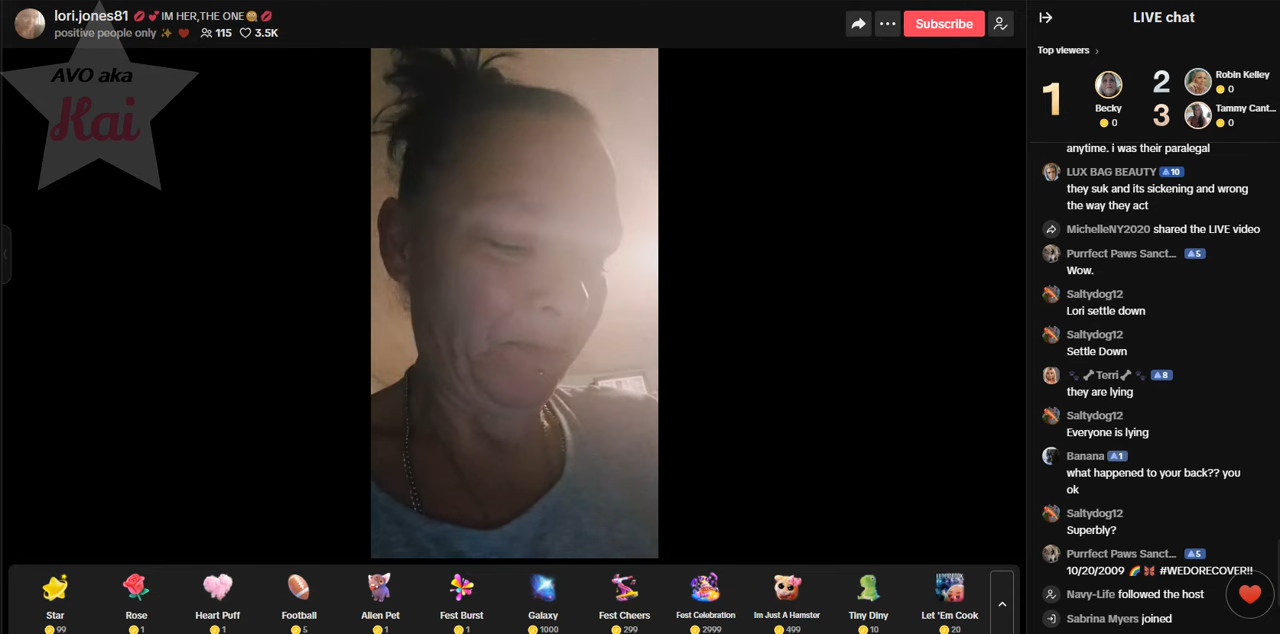 lori.jones81 💋💕IM HER,THE ONE😋💋
positive people only ✨ ❤️ 115 3.5K
Subscribe
AVO aka
Kai
LIVE chat
Top viewers >
1
Becky
0
2
Robin Kelley
0
3
Tammy Cant...
0
anytime. i was their paralegal
LUX BAG BEAUTY 10
they suk and its sickening and wrong
the way they act
MichelleNY2020 shared the LIVE video
Purrfect Paws Sanct... 5
Wow.
Saltydog12
Lori settle down
Saltydog12
Settle Down
🐾🦴Terri🦴🐾 8
they are lying
Saltydog12
Everyone is lying
Banana 1
what happened to your back?? you
ok
Saltydog12
Superbly?
Purrfect Paws Sanct... 5
10/20/2009 🌈 🦋 #WEDORECOVER!!
Navy-Life followed the host
Sabrina Myers joined
Star
99
Rose
1
Heart Puff
1
Football
5
Alien Pet
1
Fest Burst
1
Galaxy
1000
Fest Cheers
299
Fest Celebration
2999
Im Just A Hamstor
499
Tiny Diny
10
Let 'Em Cook
20